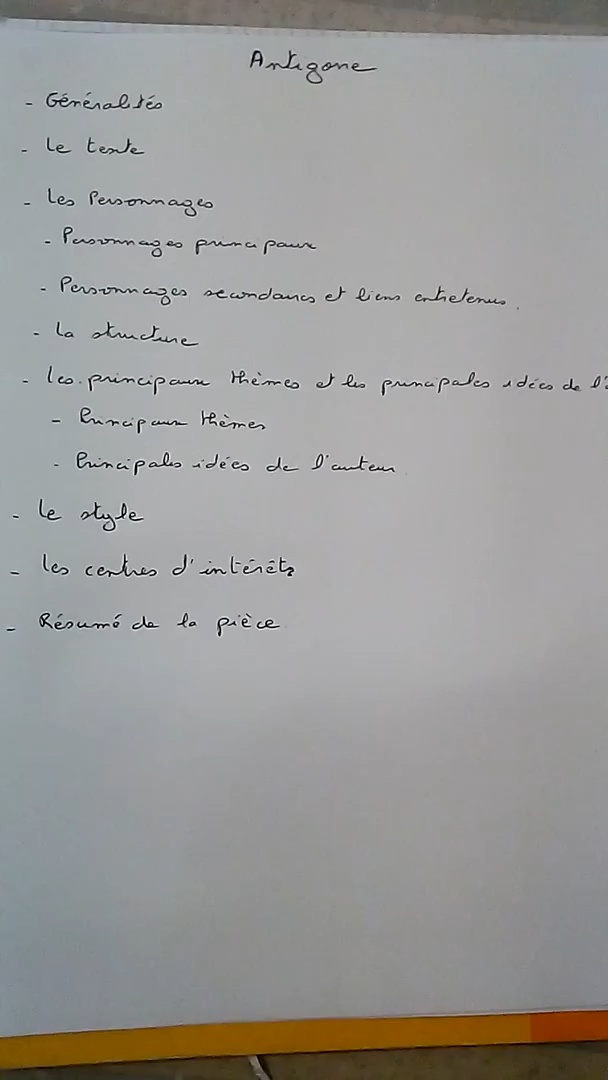 Antigone
- Généralités
- Le texte
- Les Personnages
- Personnages principaux
- Personnages secondaires et liens entretenus.
- La structure
- Les principaux thèmes et les principales idées de l'
- Principaux thèmes
- Principales idées de l'auteur
- Le style
- Les centres d'intérêts
- Résumé de la pièce